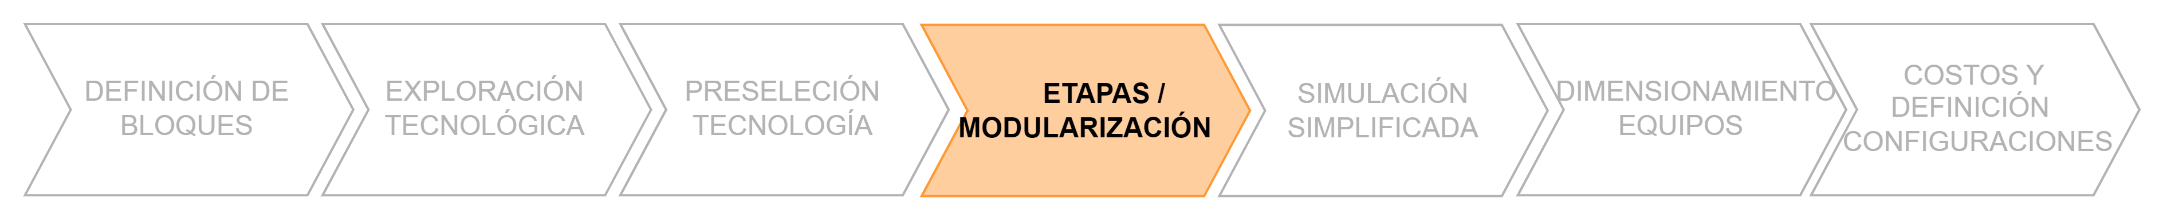 DEFINICIÓN DE
BLOQUES
EXPLORACIÓN
TECNOLÓGICA
PRESELECIÓN
TECNOLOGÍA
ETAPAS /
MODULARIZACIÓN
SIMULACIÓN
SIMPLIFICADA
DIMENSIONAMIENTO
EQUIPOS
COSTOS Y
DEFINICIÓN
CONFIGURACIONES